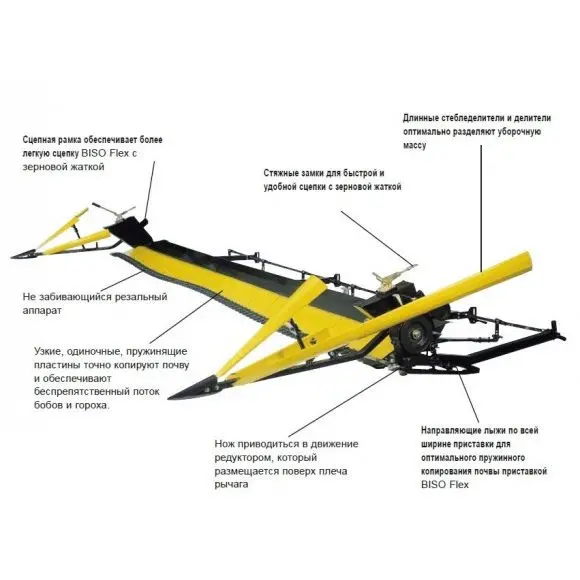 Длинные стебледелители и делители
оптимально разделяют уборочную
массу
Сцепная рамка обеспечивает более
легкую сцепку BISO Flex с
зерновой жаткой
Стяжные замки для быстрой и
удобной сцепки с зерновой жаткой
Не забивающийся резальный
аппарат
Узкие, одиночные, пружинящие
пластины точно копируют почву
и обеспечивают
беспрепятственный поток
бобов и гороха.
Нож приводиться в движение
редуктором, который
размещается поверх плеча
рычага
Направляющие лыжи по всей
ширине приставки для
оптимального пружинного
копирования почвы приставкой
BISO Flex